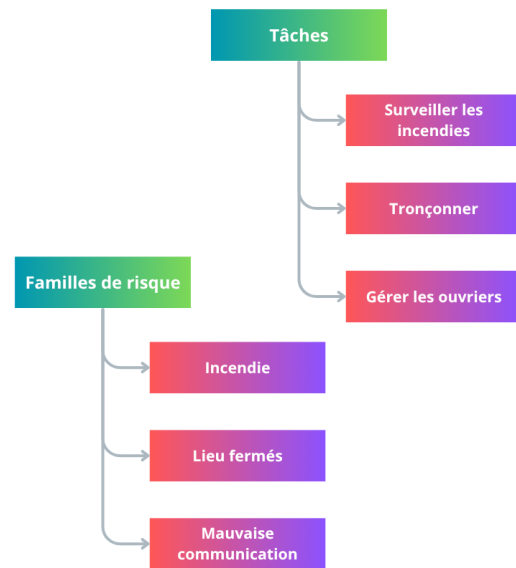 Tâches
Surveiller les
incendies
Tronçonner
Gérer les ouvriers
Familles de risque
Incendie
Lieu fermés
Mauvaise
communication